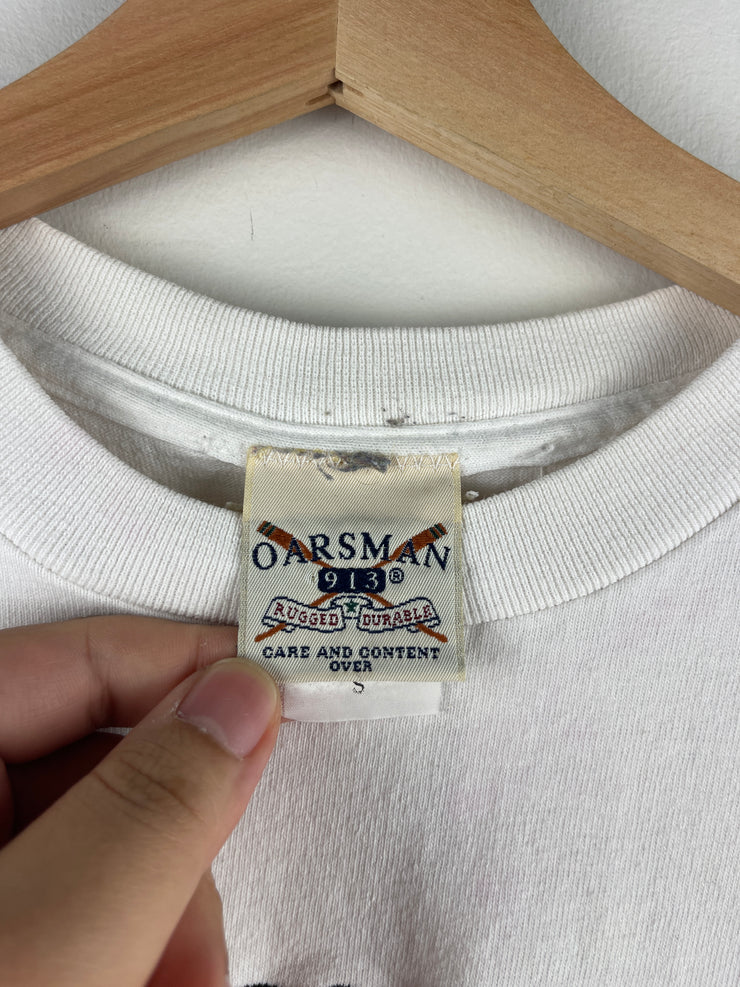 OARSMAN
913®
RUGGED DURABLE
CARE AND CONTENT
OVER
S